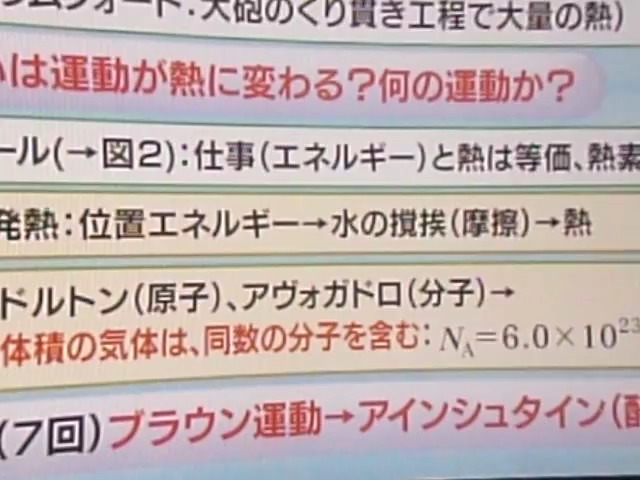 ムフォード:大砲のくり貫き工程で大量の熱)
いは運動が熱に変わる?何の運動か?
ール(→図2):仕事(エネルギー)と熱は等価、熱素
発熱:位置エネルギー→水の撹挨(摩擦)→熱
ドルトン(原子)、アヴォガドロ(分子)→
体積の気体は、同数の分子を含む:N_A=6.0×10²³
(7回)ブラウン運動→アインシュタイン(